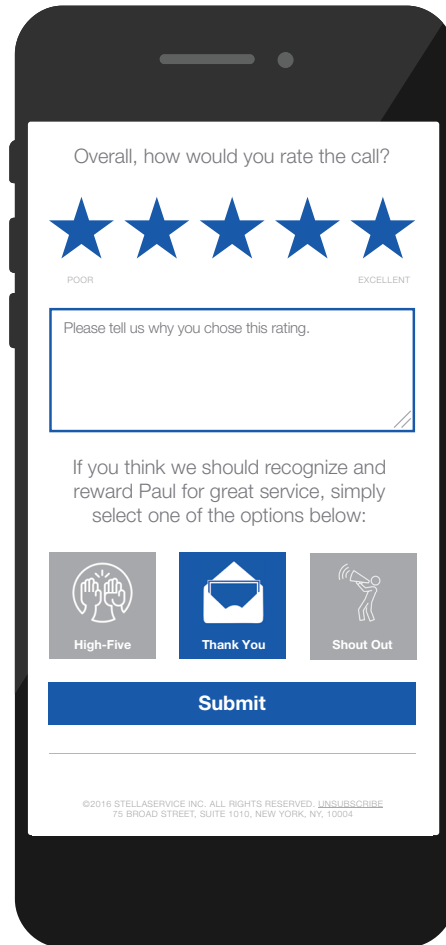 Overall, how would you rate the call?
POOR
EXCELLENT
Please tell us why you chose this rating.
If you think we should recognize and
reward Paul for great service, simply
select one of the options below:
High-Five
Thank You
Shout Out
Submit
©2016 STELLASERVICE INC. ALL RIGHTS RESERVED. UNSUBSCRIBE
75 BROAD STREET, SUITE 1010, NEW YORK, NY, 10004